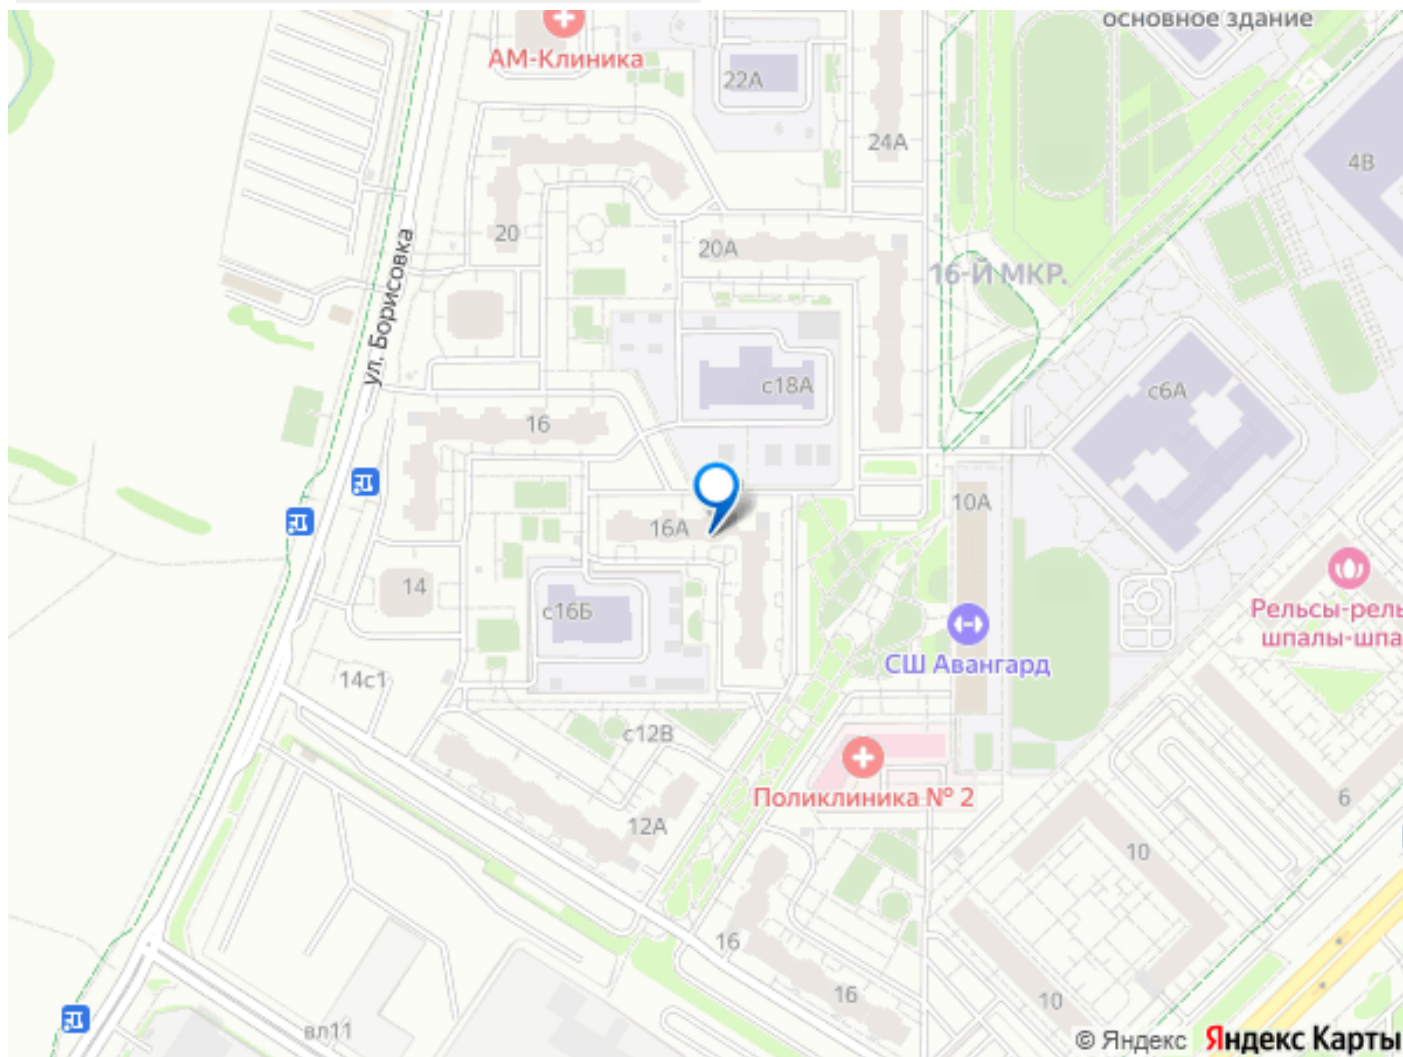 основное здание
АМ-Клиника
22А
24А
4В
20
20А
16-Й МКР.
ул. Борисовка
с18А
с6А
16
10А
16А
14
с16Б
Рельсы-рель
шпалы-шпа
СШ Авангард
14с1
с12В
Поликлиника № 2
6
12А
10
16
16
10
вл11
© Яндекс Яндекс Карты